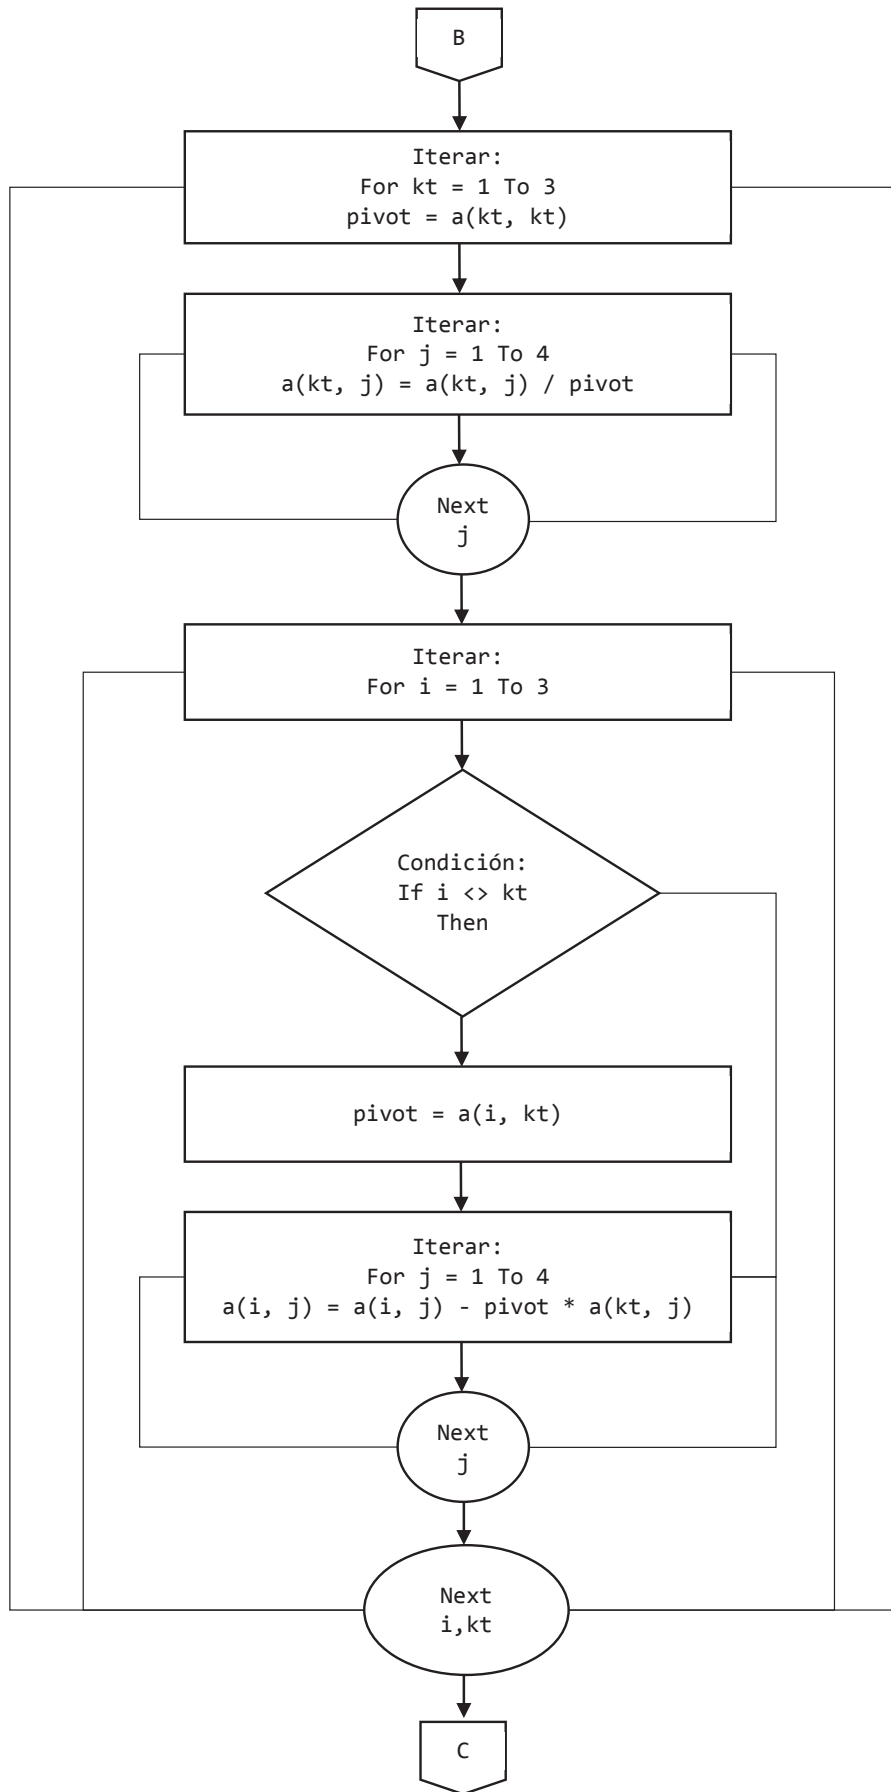 B
Iterar:
For kt = 1 To 3
pivot = a(kt, kt)
Iterar:
For j = 1 To 4
a(kt, j) = a(kt, j) / pivot
Next
j
Iterar:
For i = 1 To 3
Condición:
If i <> kt
Then
pivot = a(i, kt)
Iterar:
For j = 1 To 4
a(i, j) = a(i, j) - pivot * a(kt, j)
Next
j
Next
i,kt
C